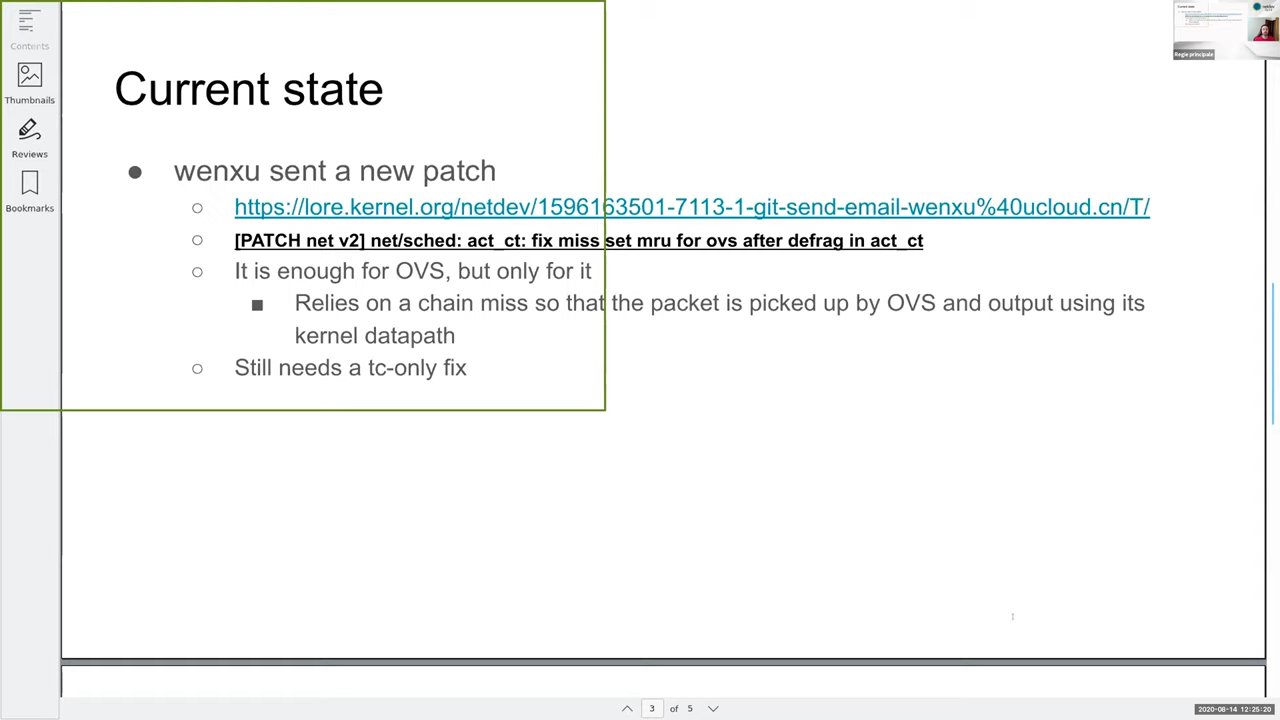 Contents
Thumbnails
Reviews
Bookmarks
Current state
wenxu sent a new patch
https://lore.kernel.org/netdev/1596163501-7113-1-git-send-email-wenxu%40ucloud.cn/T/
[PATCH net v2] net/sched: act_ct: fix miss set mru for ovs after defrag in act_ct
It is enough for OVS, but only for it
Relies on a chain miss so that the packet is picked up by OVS and output using its
kernel datapath
Still needs a tc-only fix
Regie principale
3 of 5
2020-08-14 12:25:20